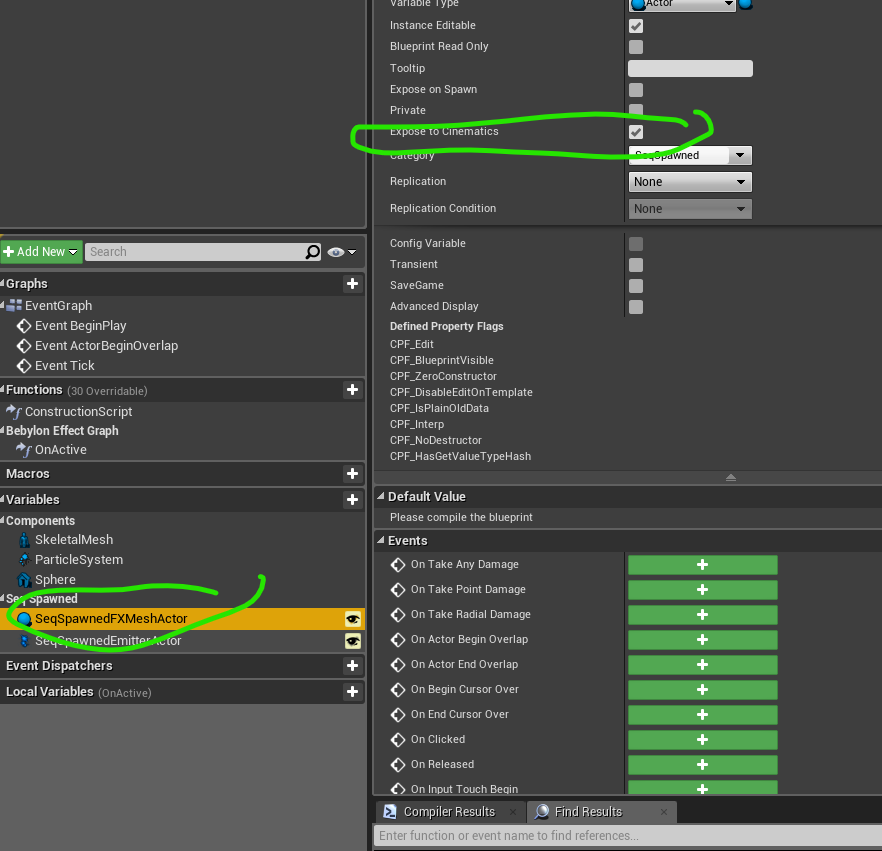 Variable Type Actor
Instance Editable
Blueprint Read Only
Tooltip
Expose on Spawn
Private
Expose to Cinematics
Category SeqSpawned
Replication None
Replication Condition None
Config Variable
Transient
SaveGame
Advanced Display
Defined Property Flags
CPF_Edit
CPF_BlueprintVisible
CPF_ZeroConstructor
CPF_DisableEditOnTemplate
CPF_IsPlainOldData
CPF_Interp
CPF_NoDestructor
CPF_HasGetValueTypeHash
Add New Search
Graphs
EventGraph
Event BeginPlay
Event ActorBeginOverlap
Event Tick
Functions (30 Overridable)
ConstructionScript
Bebylon Effect Graph
OnActive
Macros
Variables
Components
SkeletalMesh
ParticleSystem
Sphere
Seq Spawned
SeqSpawnedFXMeshActor
SeqSpawnedEmitterActor
Event Dispatchers
Local Variables (OnActive)
Default Value
Please compile the blueprint
Events
On Take Any Damage
On Take Point Damage
On Take Radial Damage
On Actor Begin Overlap
On Actor End Overlap
On Begin Cursor Over
On End Cursor Over
On Clicked
On Released
On Input Touch Begin
Compiler Results Find Results
Enter function or event name to find references...